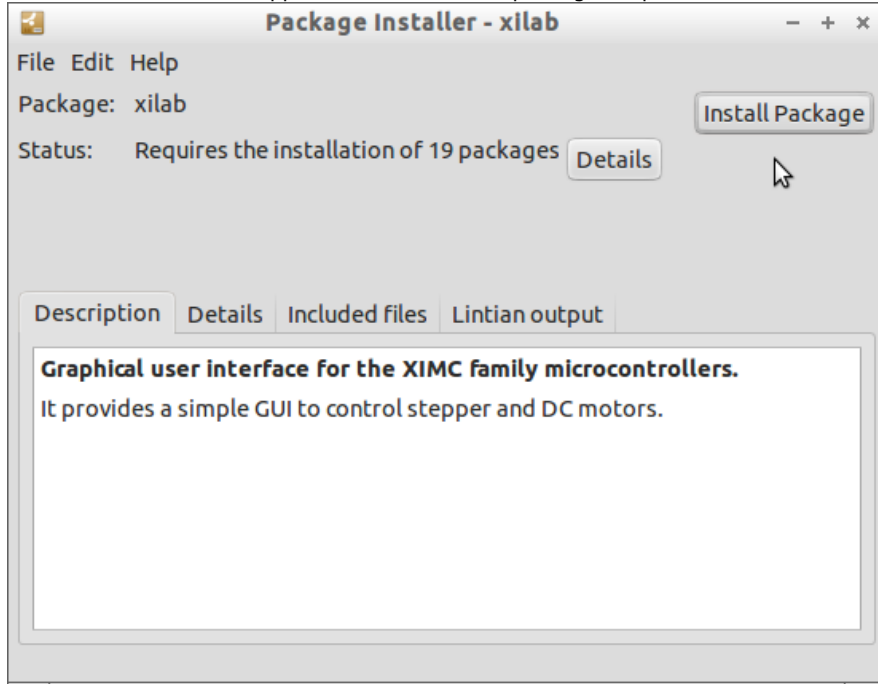 Package Installer - xilab
File Edit Help
Package: xilab
Install Package
Status: Requires the installation of 19 packages Details
Description Details Included files Lintian output
Graphical user interface for the XIMC family microcontrollers.
It provides a simple GUI to control stepper and DC motors.